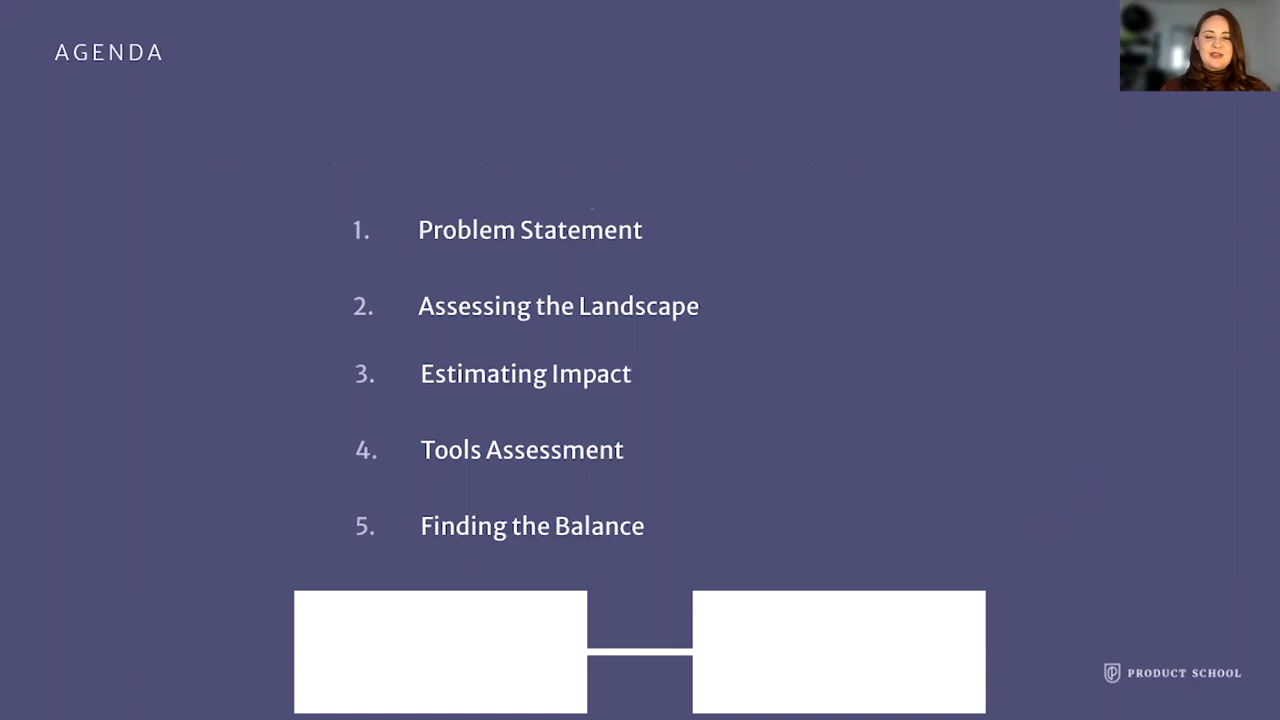 AGENDA
1. Problem Statement
2. Assessing the Landscape
3. Estimating Impact
4. Tools Assessment
5. Finding the Balance
PRODUCT SCHOOL